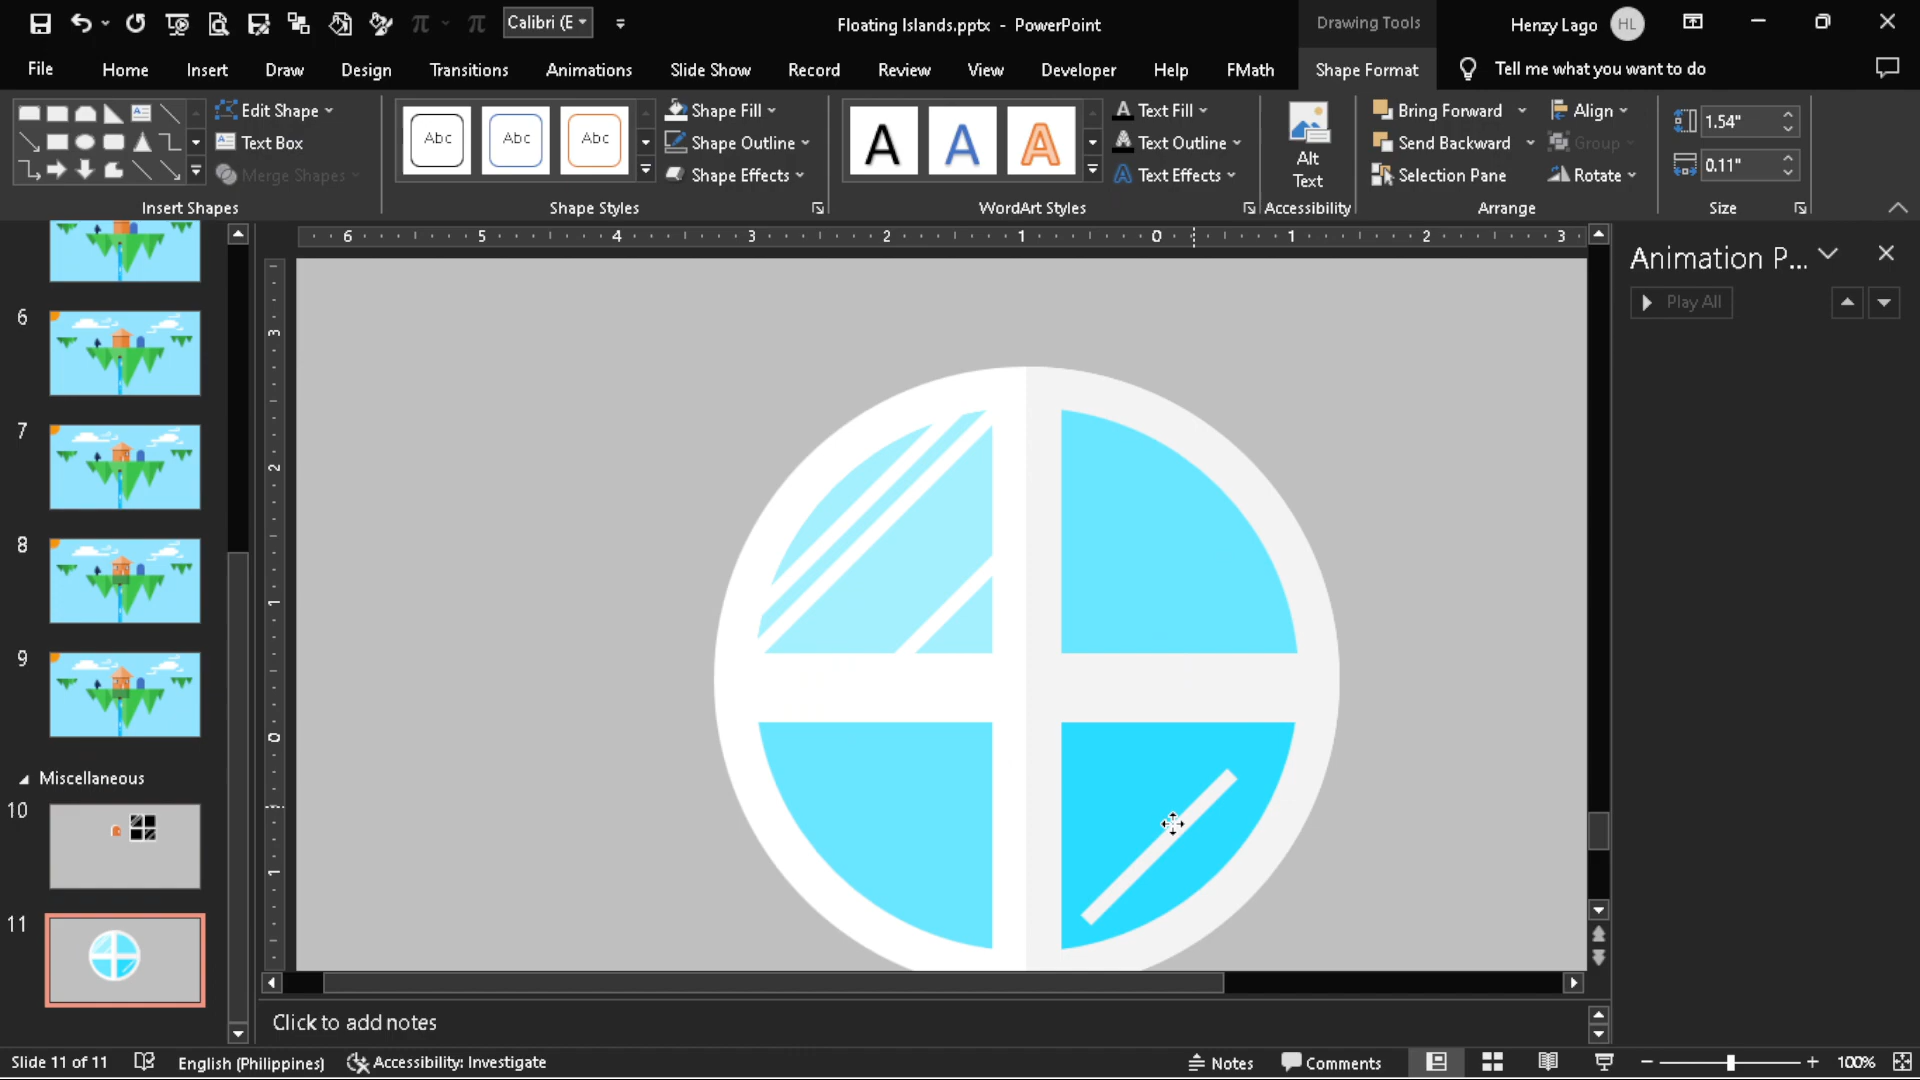 Calibri (E
Floating Islands.pptx - PowerPoint
Drawing Tools
Henzy Lago
HL
File
Home
Insert
Draw
Design
Transitions
Animations
Slide Show
Record
Review
View
Developer
Help
FMath
Shape Format
Tell me what you want to do
Edit Shape
Text Box
Merge Shapes
Insert Shapes
Abc
Abc
Abc
Shape Fill
Shape Outline
Shape Effects
Shape Styles
A
A
A
Text Fill
Text Outline
Text Effects
WordArt Styles
Alt
Text
Accessibility
Bring Forward
Send Backward
Selection Pane
Align
Group
Rotate
Arrange
1.54"
0.11"
Size
6 5 4 3 2 1 0 1 2 3
3
2
1
0
1
6
7
8
9
Miscellaneous
10
11
Animation P...
Play All
Click to add notes
Slide 11 of 11
English (Philippines)
Accessibility: Investigate
Notes
Comments
100%